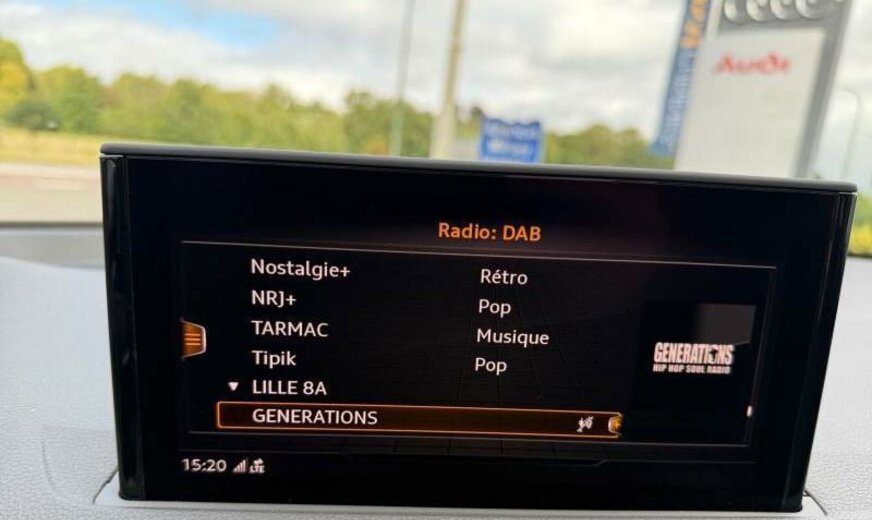 Audi
Radio: DAB
Nostalgie+ Rétro
NRJ+ Pop
TARMAC Musique
Tipik Pop
LILLE 8A
GENERATIONS
GENERATIONS
HIP HOP SOUL RADIO
15:20 LTE